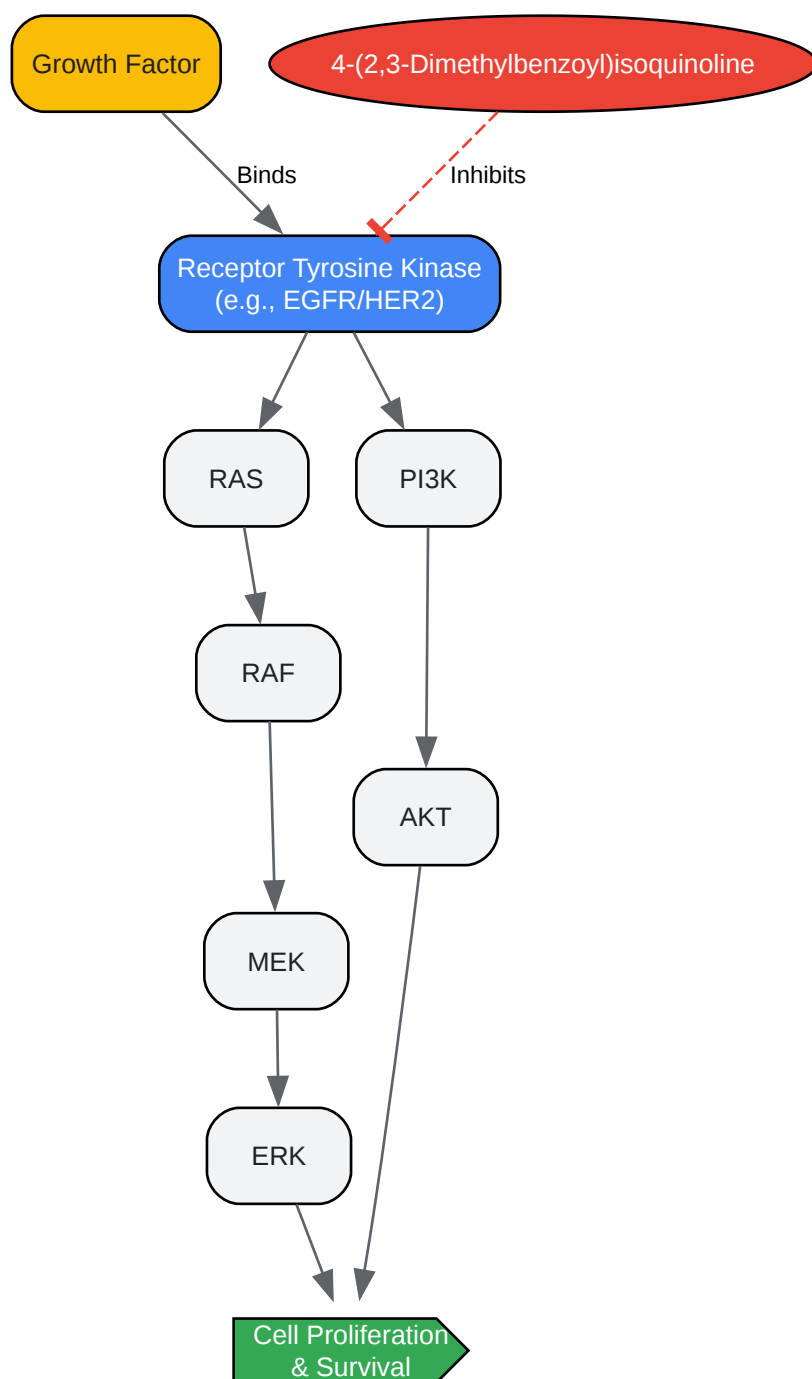 Growth Factor
4-(2,3-Dimethylbenzoyl)isoquinoline
Binds
Inhibits
Receptor Tyrosine Kinase
(e.g., EGFR/HER2)
RAS
PI3K
RAF
AKT
MEK
ERK
Cell Proliferation
& Survival